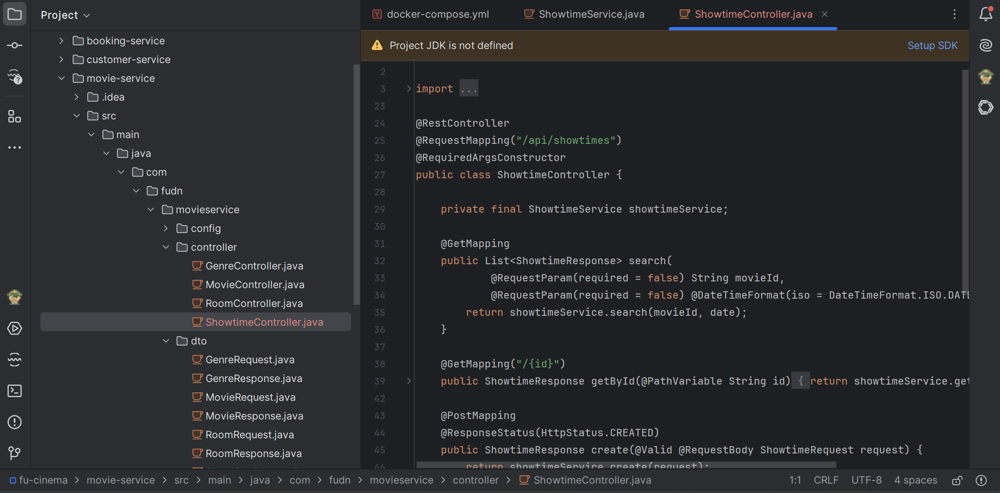 Project
booking-service
customer-service
movie-service
.idea
src
main
java
com
fudn
movieservice
config
controller
GenreController.java
MovieController.java
RoomController.java
ShowtimeController.java
dto
GenreRequest.java
GenreResponse.java
MovieRequest.java
MovieResponse.java
RoomRequest.java
RoomResponse.java
docker-compose.yml ShowtimeService.java ShowtimeController.java
Project JDK is not defined Setup SDK
2
3 import ...
23
24 @RestController
25 @RequestMapping("/api/showtimes")
26 @RequiredArgsConstructor
27 public class ShowtimeController {
28
29 private final ShowtimeService showtimeService;
30
31 @GetMapping
32 public List<ShowtimeResponse> search(
33 @RequestParam(required = false) String movieId,
34 @RequestParam(required = false) @DateTimeFormat(iso = DateTimeFormat.ISO.DATE
35 return showtimeService.search(movieId, date);
36 }
37
38 @GetMapping("/{id}")
39 public ShowtimeResponse getById(@PathVariable String id) { return showtimeService.get
42
43 @PostMapping
44 @ResponseStatus(HttpStatus.CREATED)
45 public ShowtimeResponse create(@Valid @RequestBody ShowtimeRequest request) {
46 return showtimeService.create(request);
fu-cinema > movie-service > src > main > java > com > fudn > movieservice > controller > ShowtimeController.java 1:1 CRLF UTF-8 4 spaces